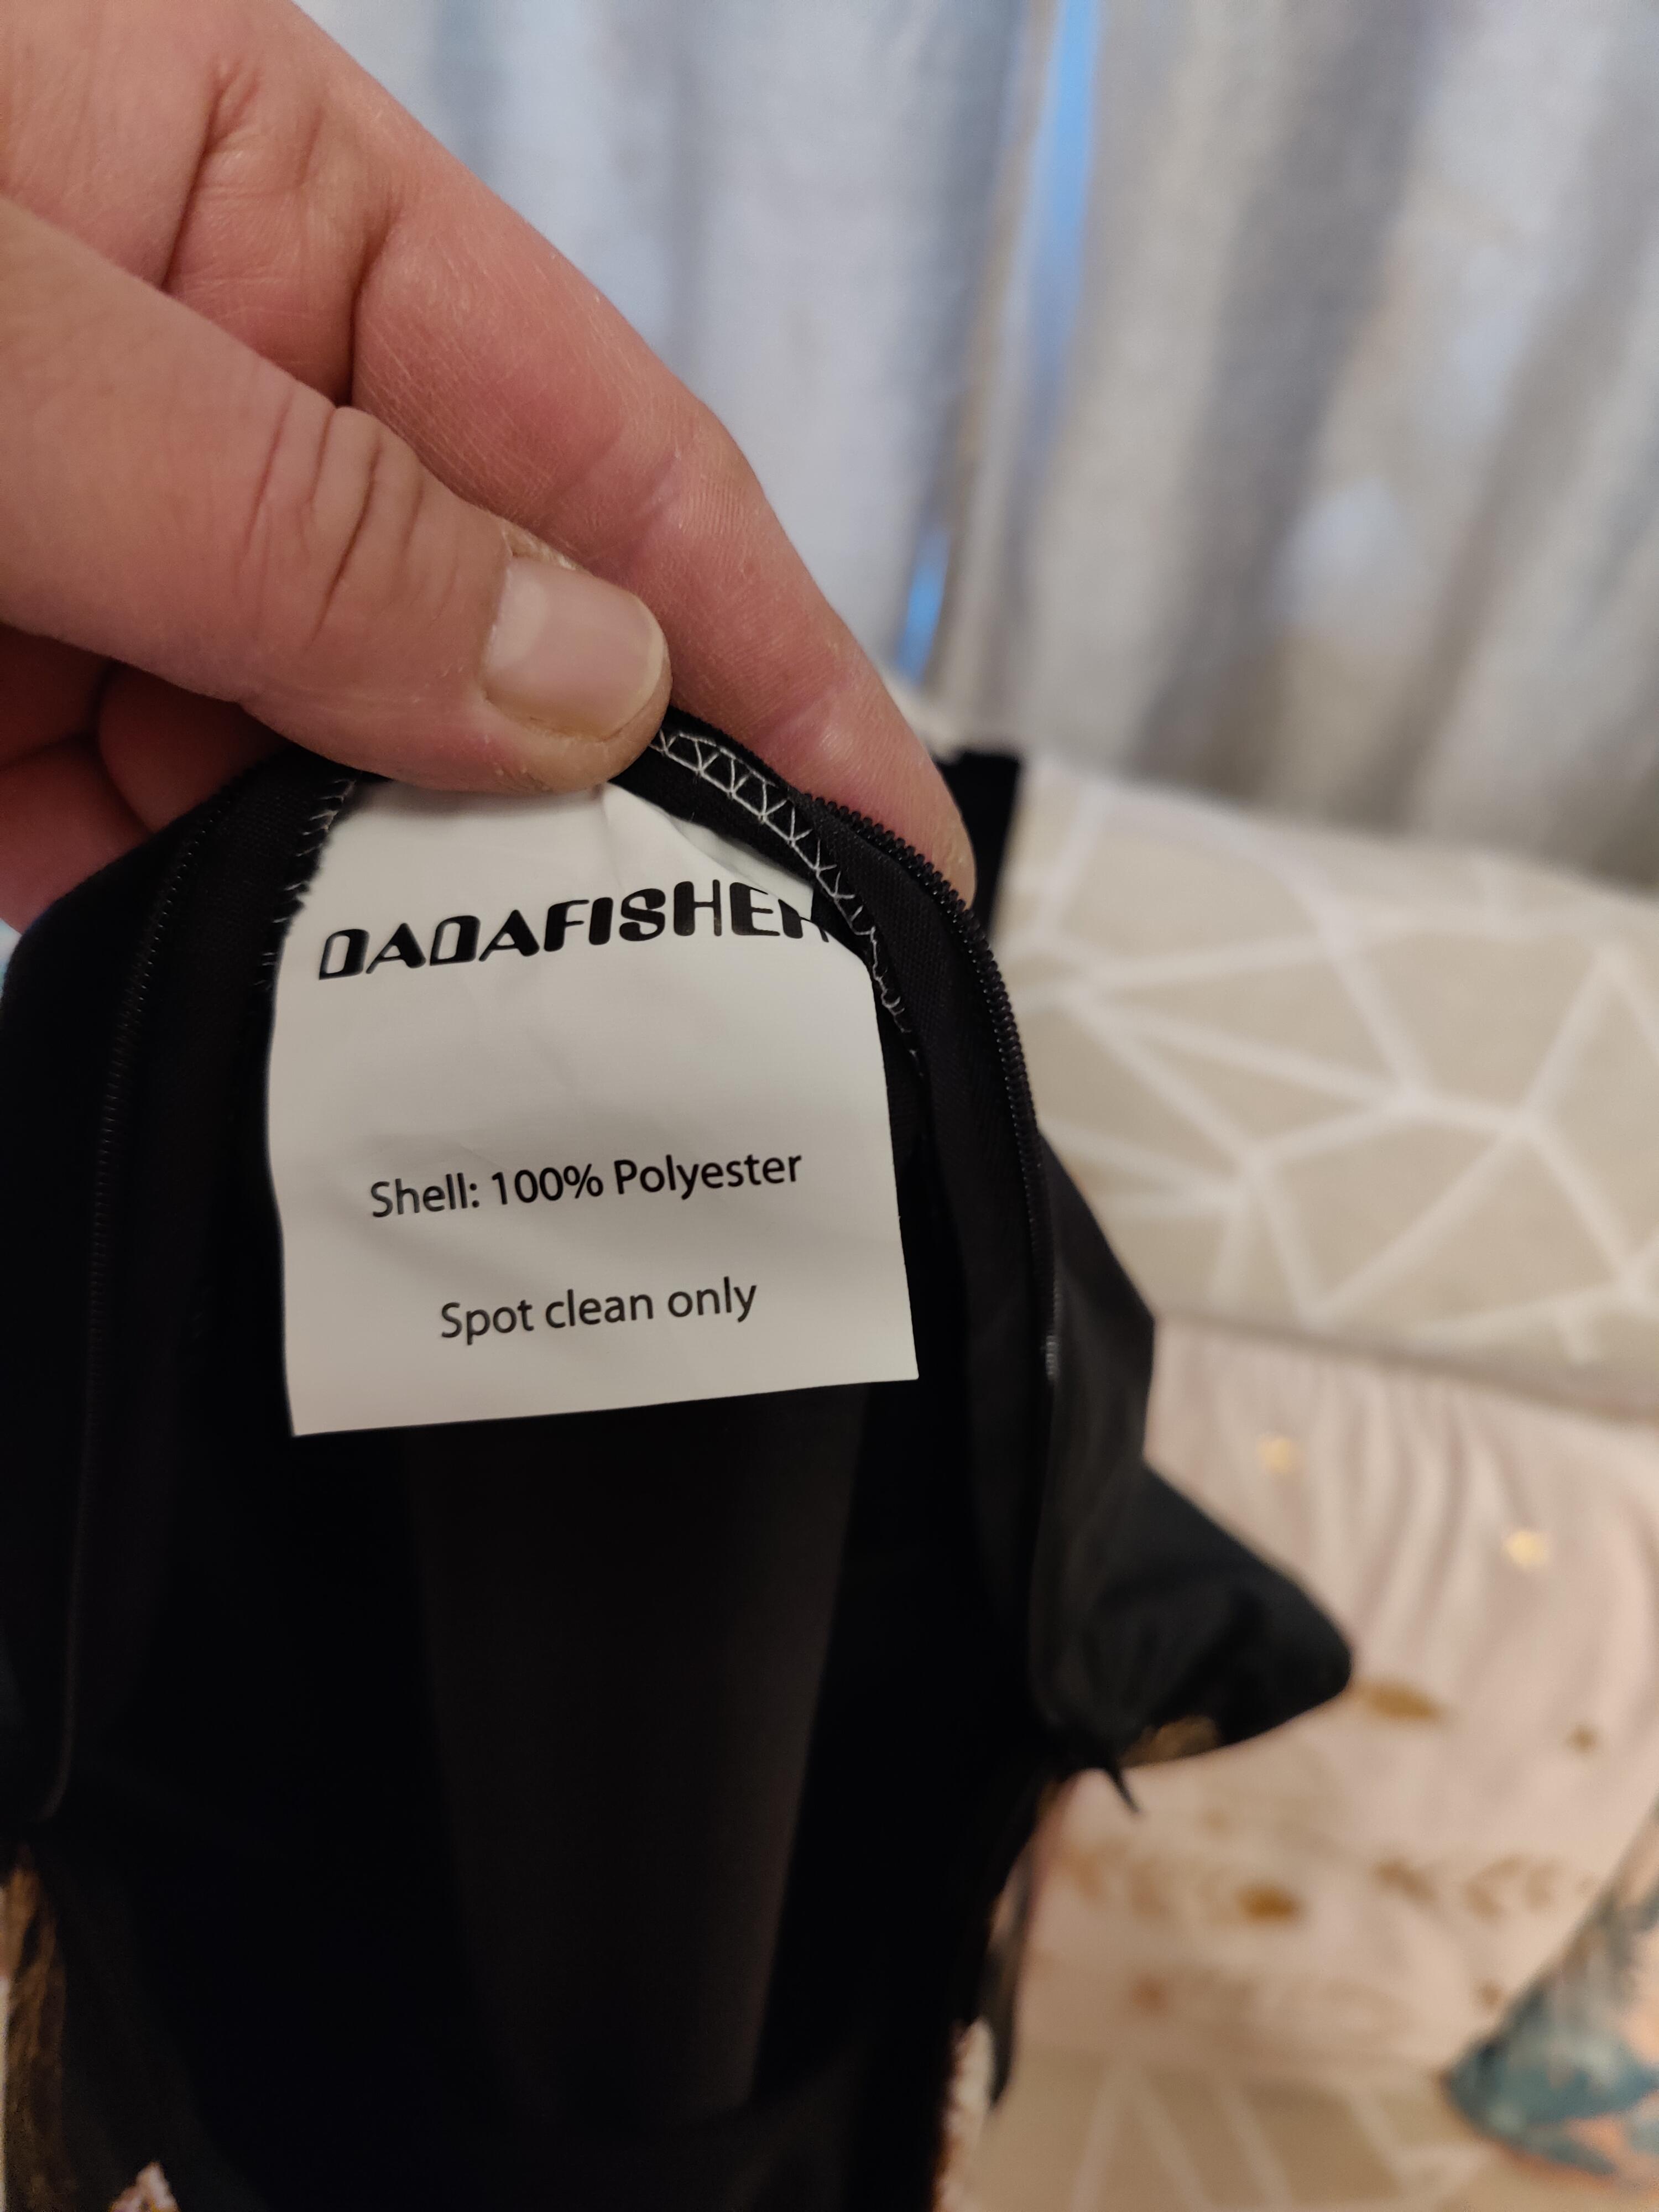 DADAFISHER
Shell: 100% Polyester
Spot clean only